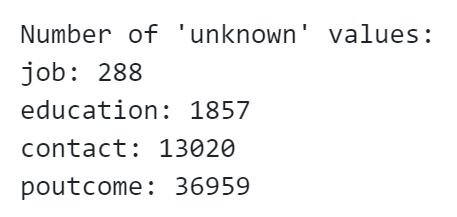 Number of 'unknown' values:
job: 288
education: 1857
contact: 13020
poutcome: 36959